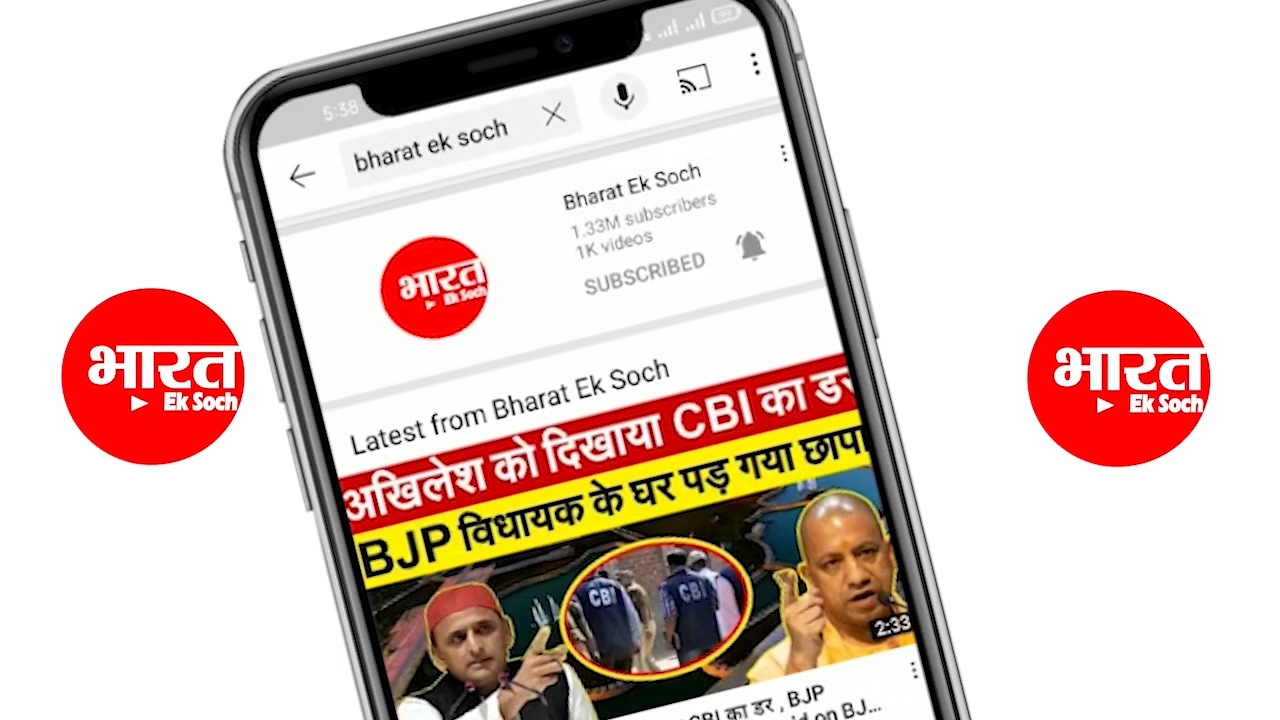 5:38
bharat ek soch
Bharat Ek Soch
1.33M subscribers
1K videos
SUBSCRIBED
भारत
Ek Soch
Latest from Bharat Ek Soch
अखिलेश को दिखाया CBI का डर
BJP विधायक के घर पड़ गया छापा
CBI
CBI
2:33
CBI का डर , BJP
on BJ...
भारत
Ek Soch
भारत
Ek Soch